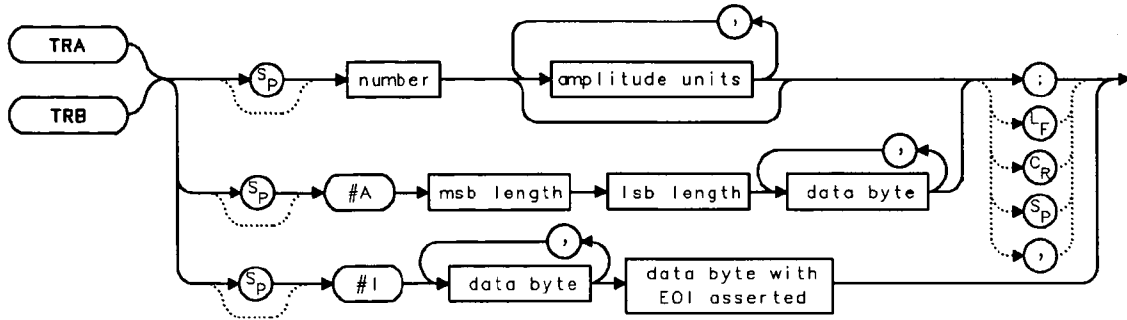 TRA
TRB
SP number , amplitude units ;
LF
CR
SP
,
SP #A msb length lsb length , data byte
SP #I , data byte data byte with
EOI asserted